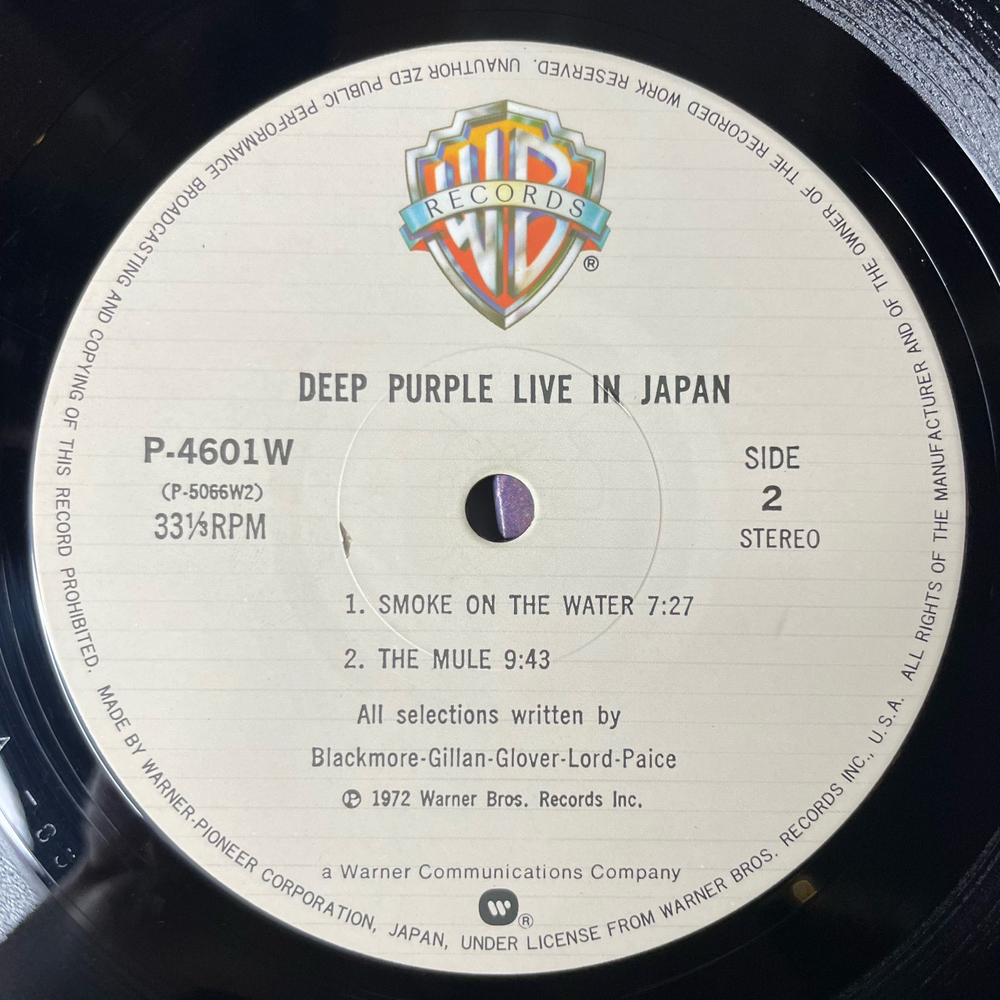 WB
RECORDS
®
DEEP PURPLE LIVE IN JAPAN
P-4601W
(P-5066W2)
33⅓RPM
SIDE
2
STEREO
1. SMOKE ON THE WATER 7:27
2. THE MULE 9:43
All selections written by
Blackmore-Gillan-Glover-Lord-Paice
℗ 1972 Warner Bros. Records Inc.
a Warner Communications Company
W®
MADE BY WARNER-PIONEER CORPORATION, JAPAN, UNDER LICENSE FROM WARNER BROS. RECORDS INC., U.S.A. ALL RIGHTS OF THE MANUFACTURER AND OF THE OWNER OF THE RECORDED WORK RESERVED. UNAUTHOR ZED PUBLIC PERFORMANCE BROADCASTING AND COPYING OF THIS RECORD PROHIBITED.